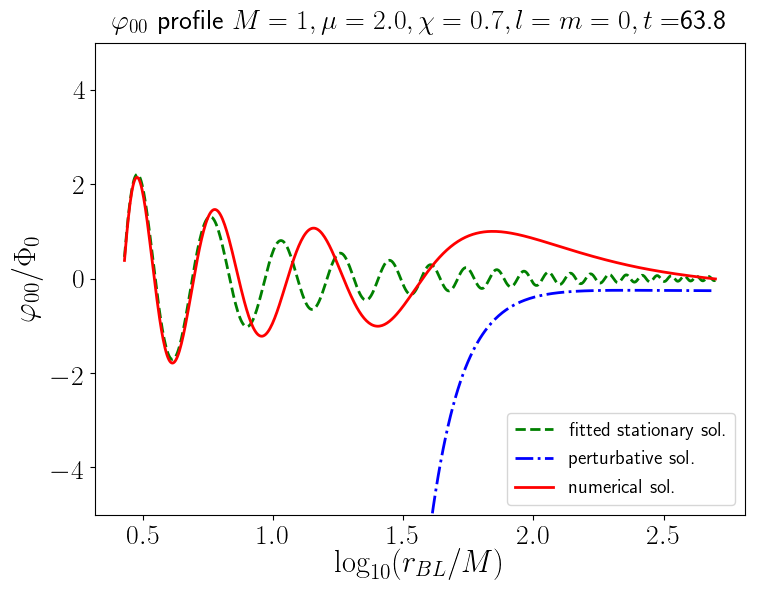 φ₀₀ profile M = 1, μ = 2.0, χ = 0.7, l = m = 0, t =63.8
φ₀₀/Φ₀
4
2
0
−2
−4
fitted stationary sol.
perturbative sol.
numerical sol.
0.5 1.0 1.5 2.0 2.5
log₁₀(r_BL/M)